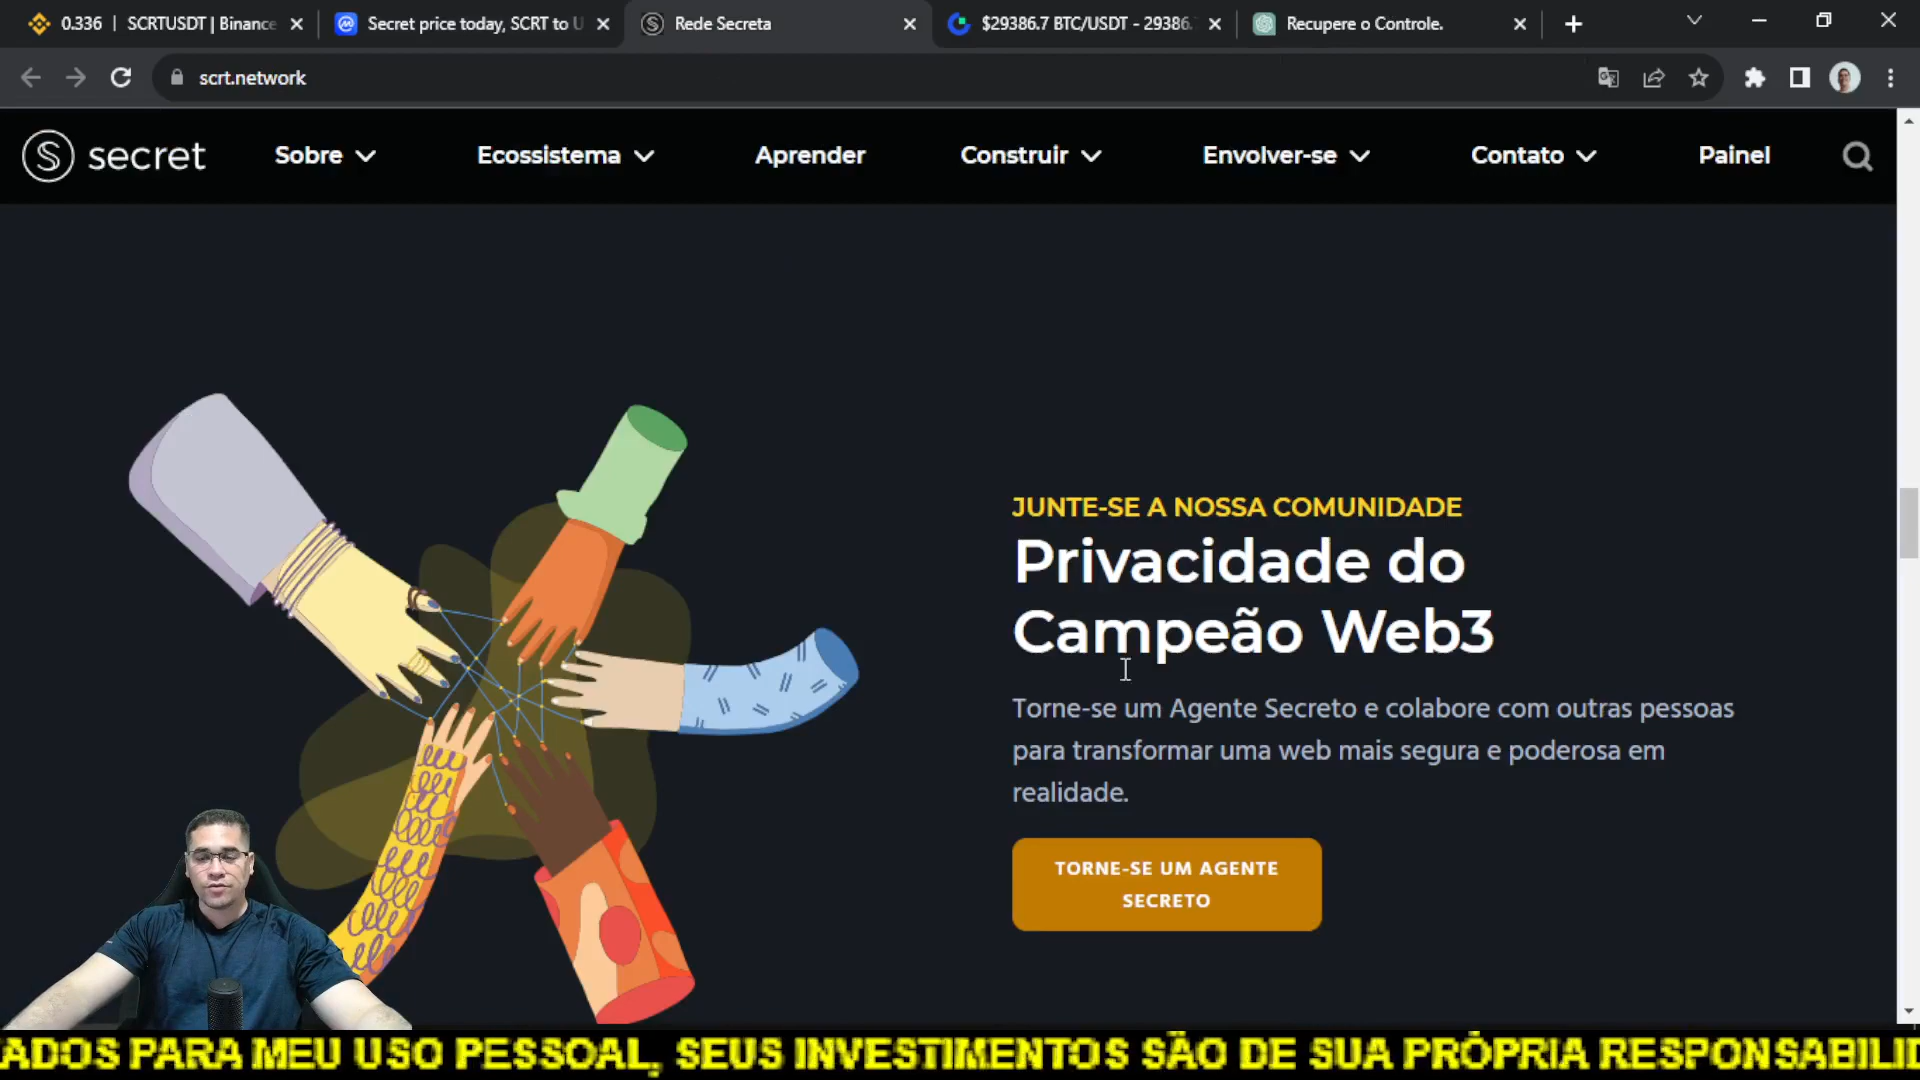 0.336 | SCRTUSDT | Binance
Secret price today, SCRT to U
Rede Secreta
$29386.7 BTC/USDT - 29386.
Recupere o Controle.
scrt.network
secret
Sobre
Ecossistema
Aprender
Construir
Envolver-se
Contato
Painel
JUNTE-SE A NOSSA COMUNIDADE
Privacidade do
Campeão Web3
Torne-se um Agente Secreto e colabore com outras pessoas
para transformar uma web mais segura e poderosa em
realidade.
TORNE-SE UM AGENTE
SECRETO
ADOS PARA MEU USO PESSOAL, SEUS INVESTIMENTOS SÃO DE SUA PRÓPRIA RESPONSABILID